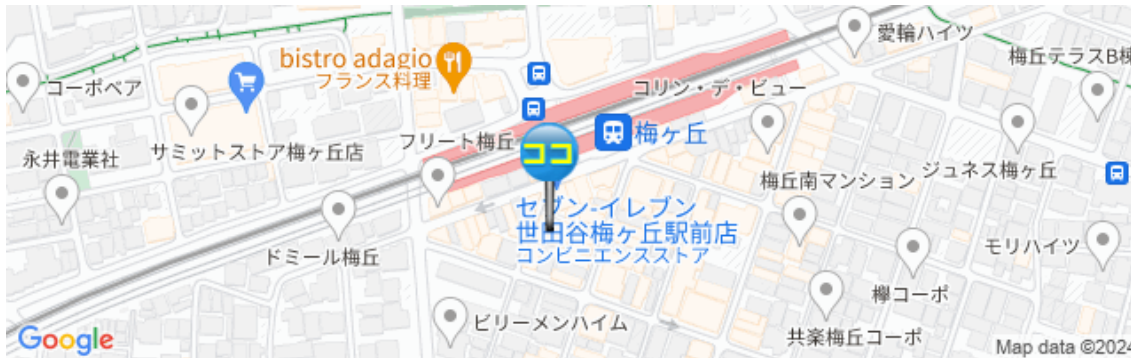 愛輪ハイツ
bistro adagio
フランス料理
梅丘テラスB棟
コーポベア
コリン・デ・ビュー
フリート梅丘
梅ヶ丘
ココ
サミットストア梅ヶ丘店
永井電業社
ジュネス梅ヶ丘
梅丘南マンション
セブン-イレブン
世田谷梅ヶ丘駅前店
コンビニエンスストア
ドミール梅丘
モリハイツ
欅コーポ
ビリーメンハイム
共楽梅丘コーポ
Google
Map data ©2024